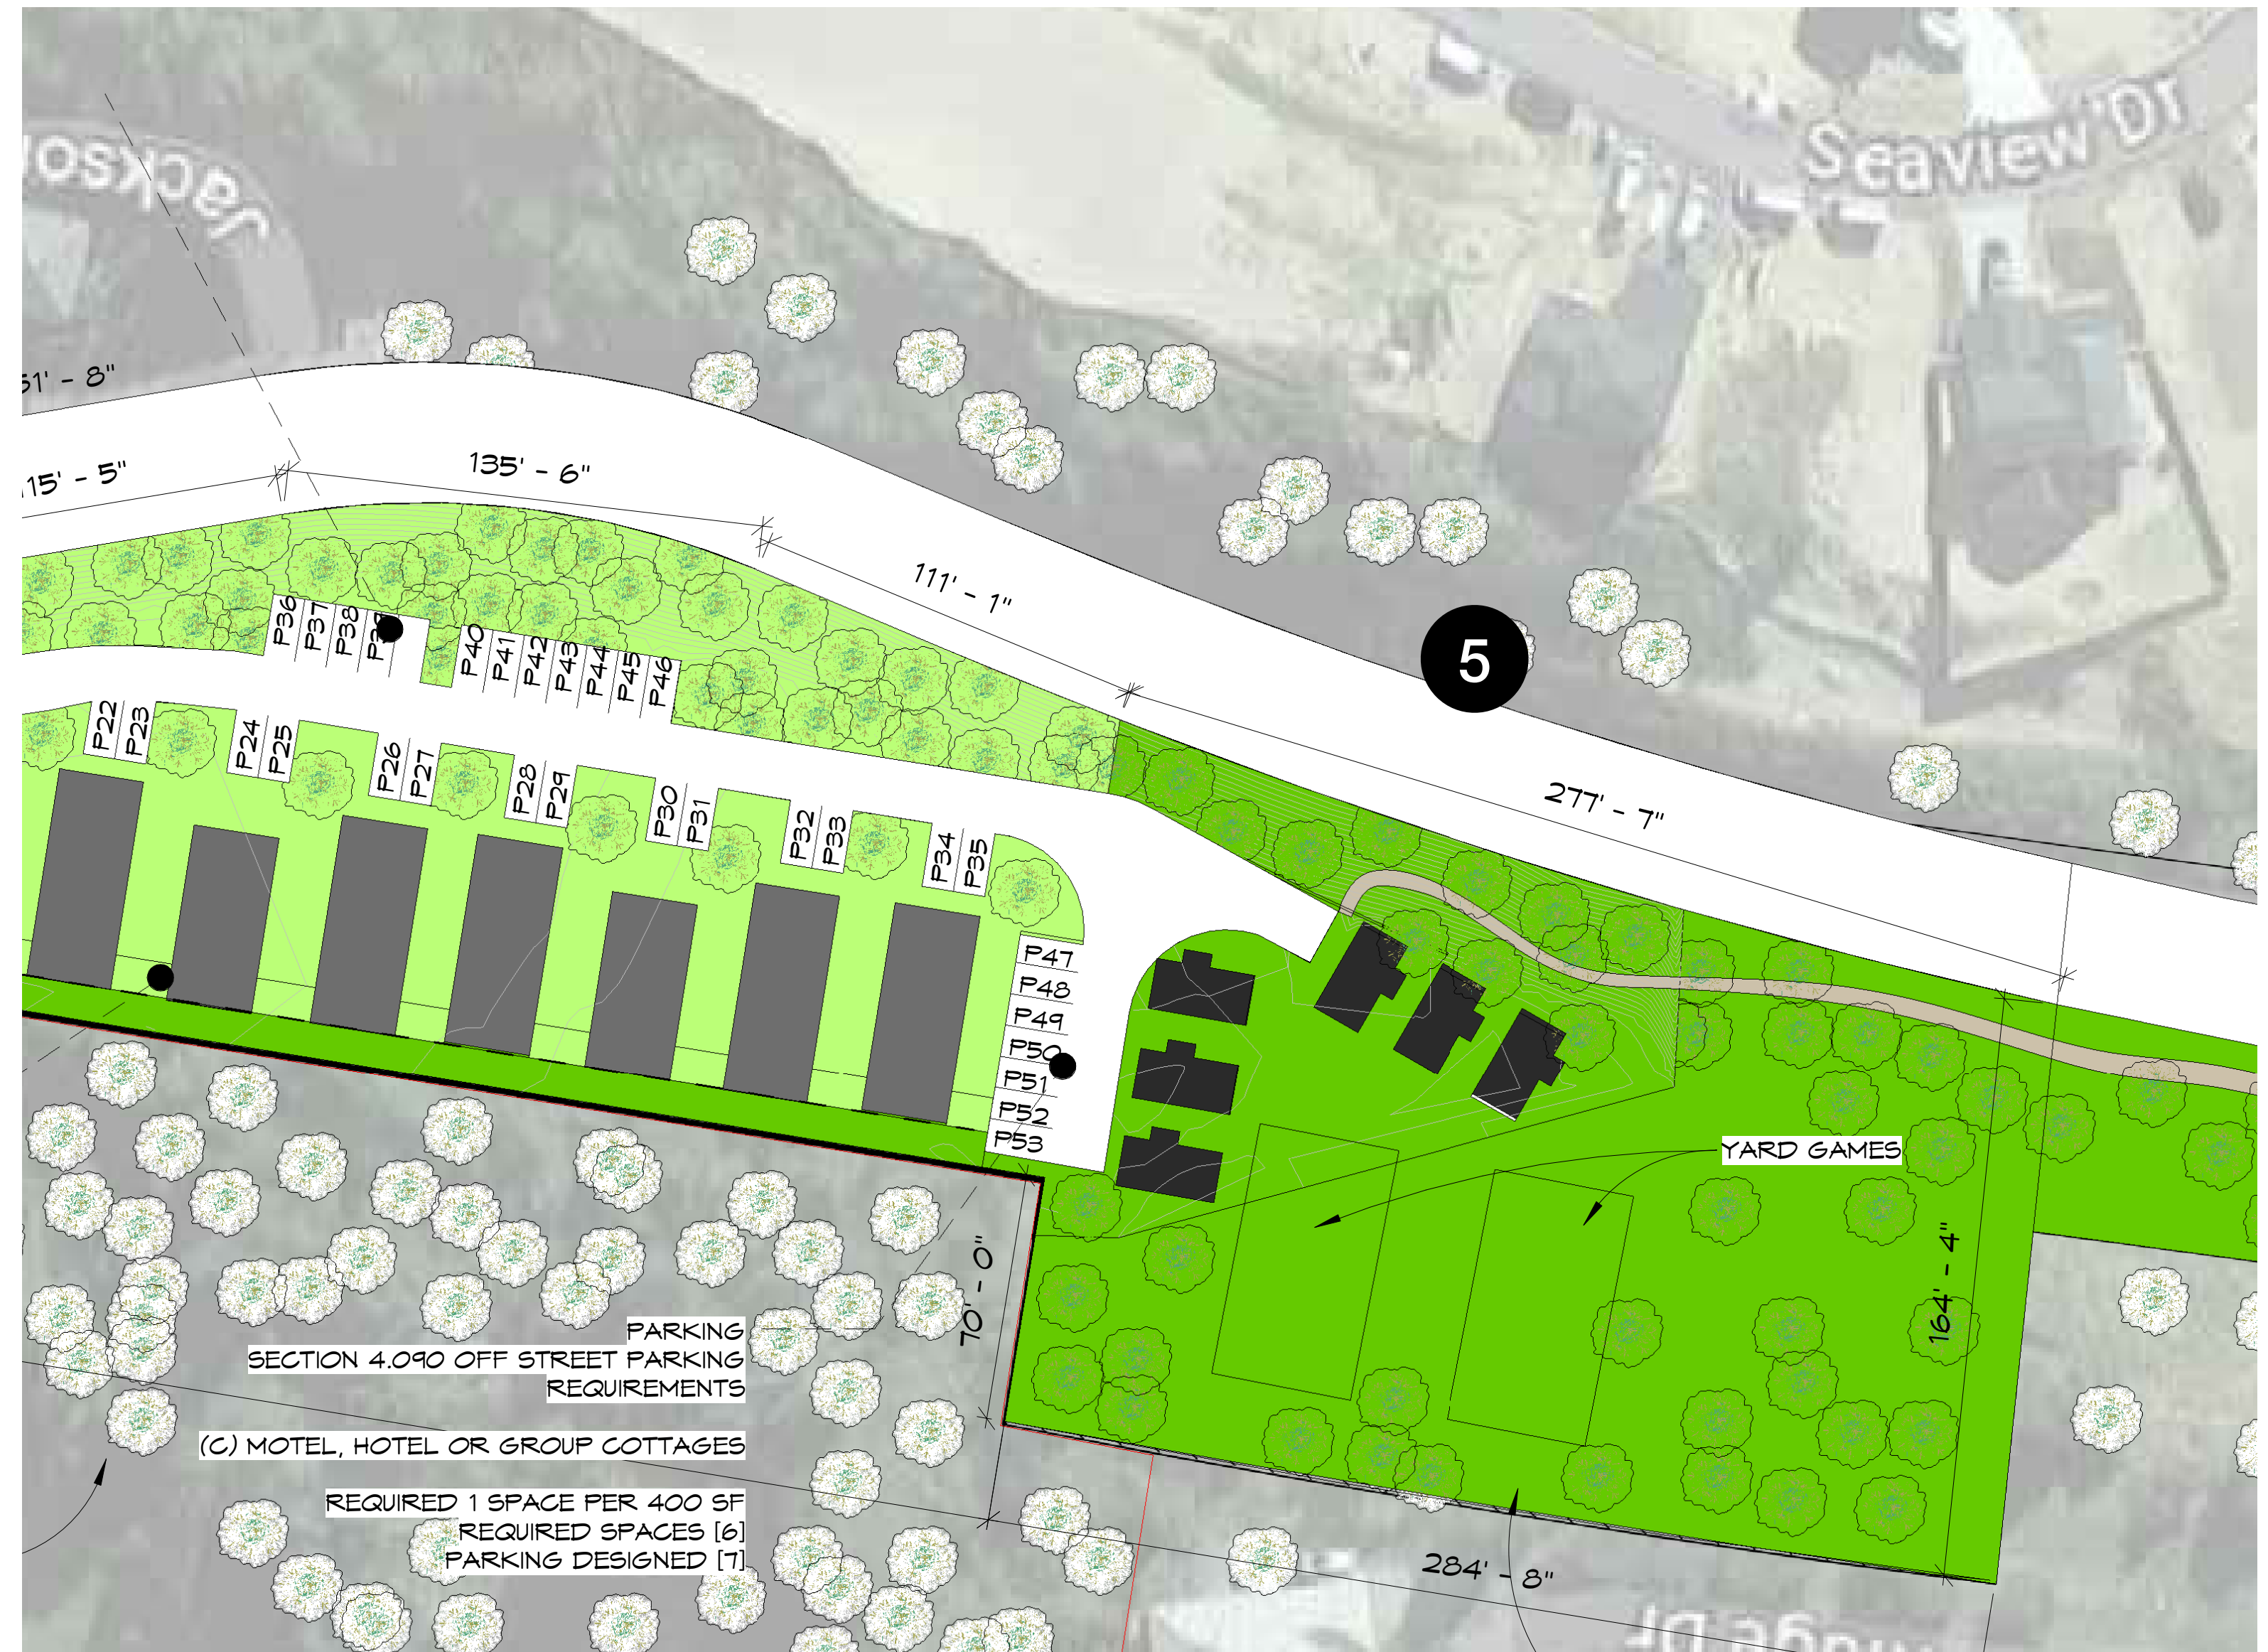 Jackson
Seaview Dr
51' - 8"
115' - 5"
135' - 6"
111' - 1"
5
277' - 7"
P36
P37
P38
P39
P40
P41
P42
P43
P44
P45
P46
P22
P23
P24
P25
P26
P27
P28
P29
P30
P31
P32
P33
P34
P35
P47
P48
P49
P50
P51
P52
P53
YARD GAMES
70' - 0"
164' - 4"
PARKING
SECTION 4.090 OFF STREET PARKING
REQUIREMENTS
(C) MOTEL, HOTEL OR GROUP COTTAGES
REQUIRED 1 SPACE PER 400 SF
REQUIRED SPACES [6]
PARKING DESIGNED [7]
284' - 8"
Dr